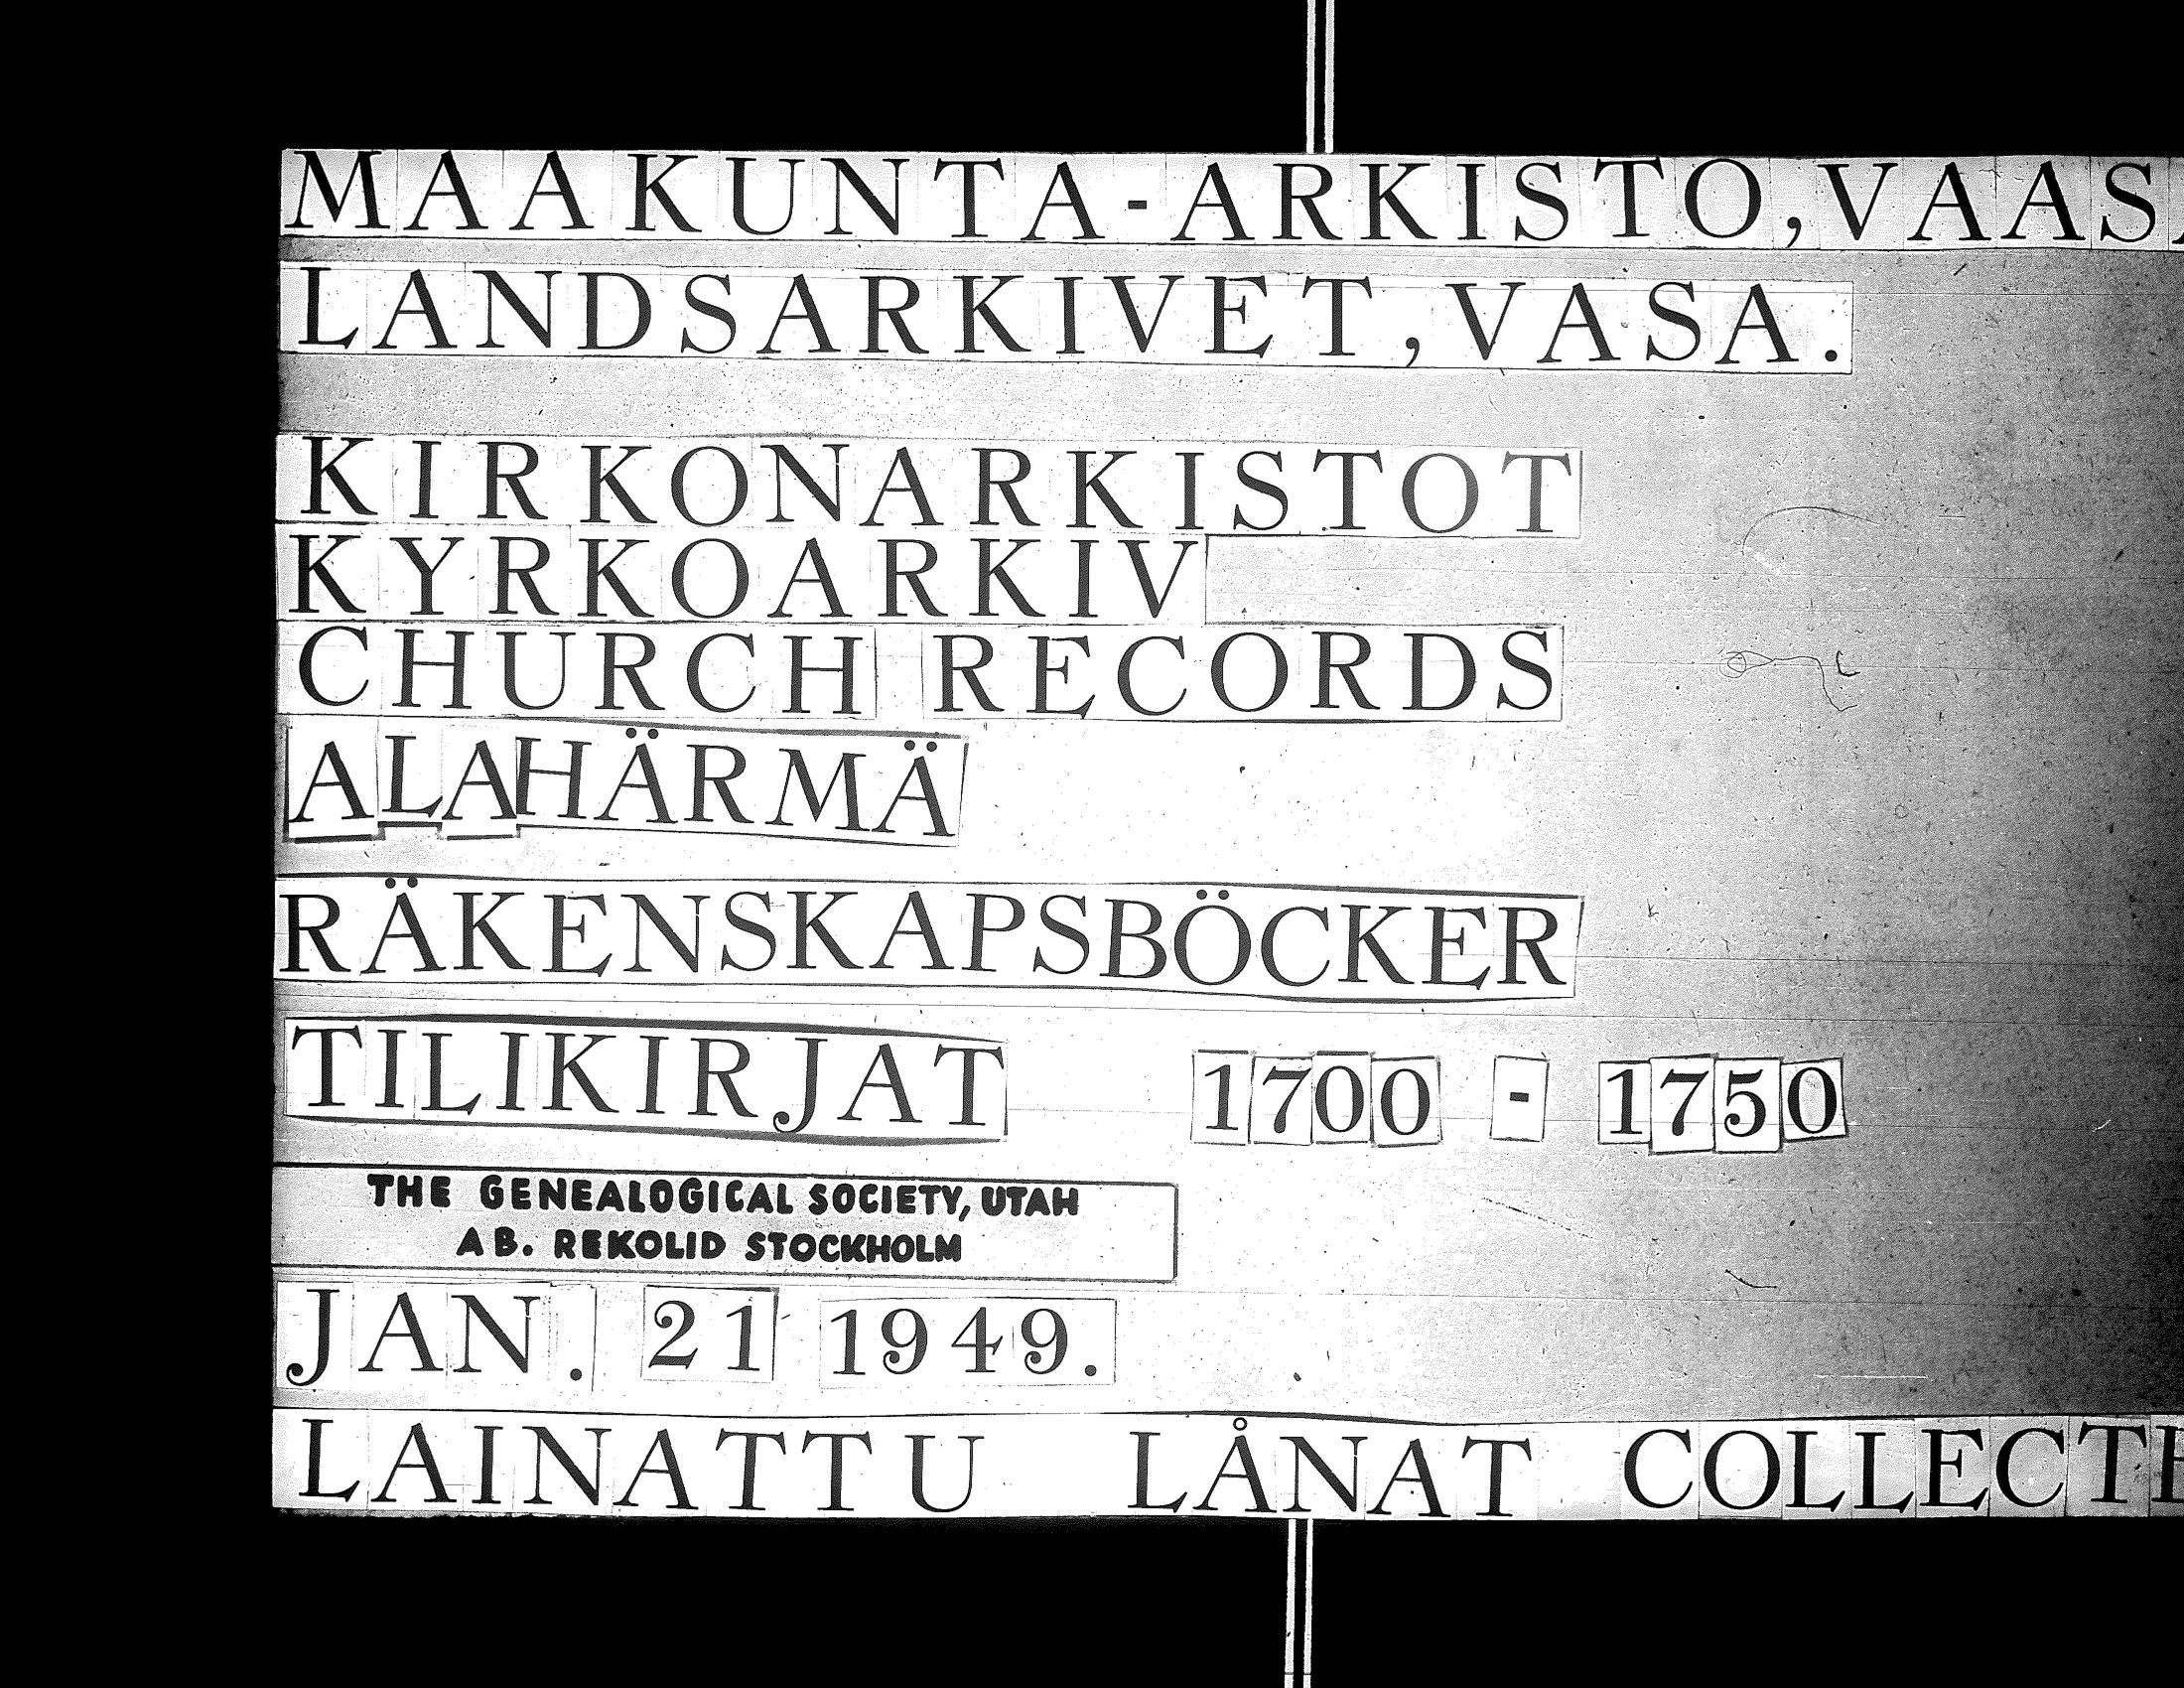 MAAKUNTA-ARKISTO, VAAS
LANDSARKIVET, VASA.
KIRKONARKISTOT
KYRKOARKIV
CHURCH RECORDS
ALAHÄRMÄ
RÄKENSKAPSBÖCKER
TILIKIRJAT 1700 - 1750
THE GENEALOGICAL SOCIETY, UTAH
AB. REKOLID STOCKHOLM
JAN. 21 1949.
LAINATTU LÅNAT COLLECTE